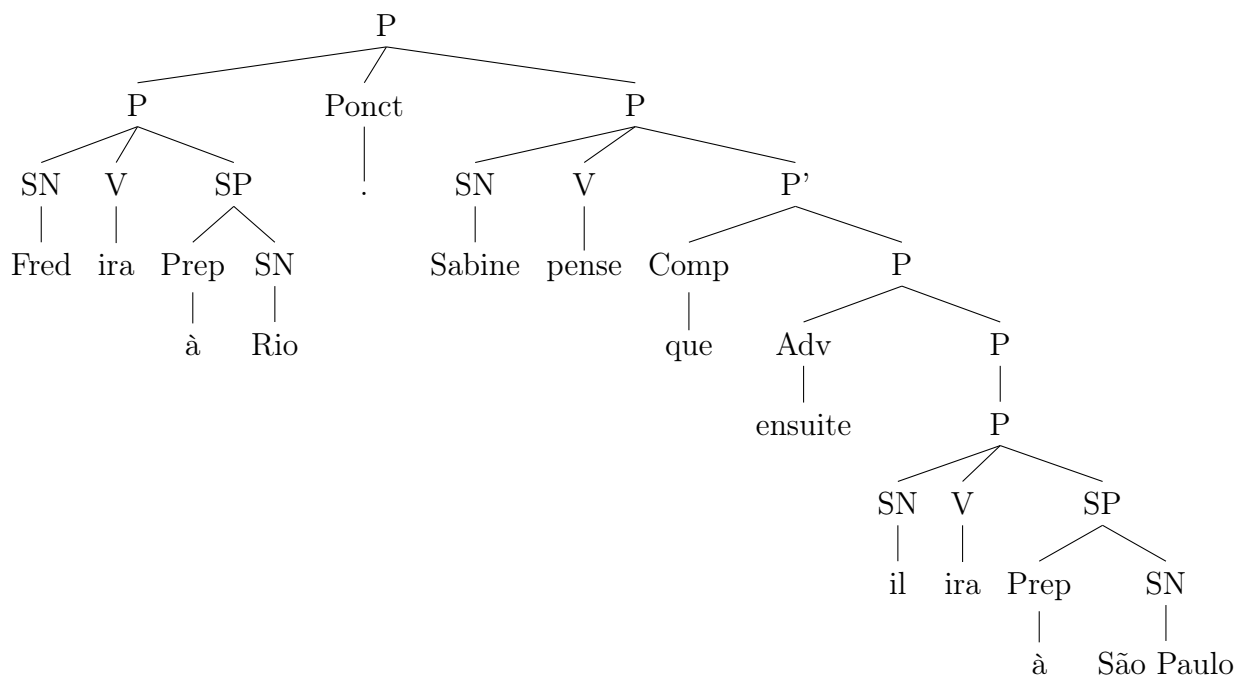 P
P Ponct P
SN V SP . SN V P'
Fred ira Prep SN Sabine pense Comp P
à Rio que Adv P
ensuite P
SN V SP
il ira Prep SN
à São Paulo